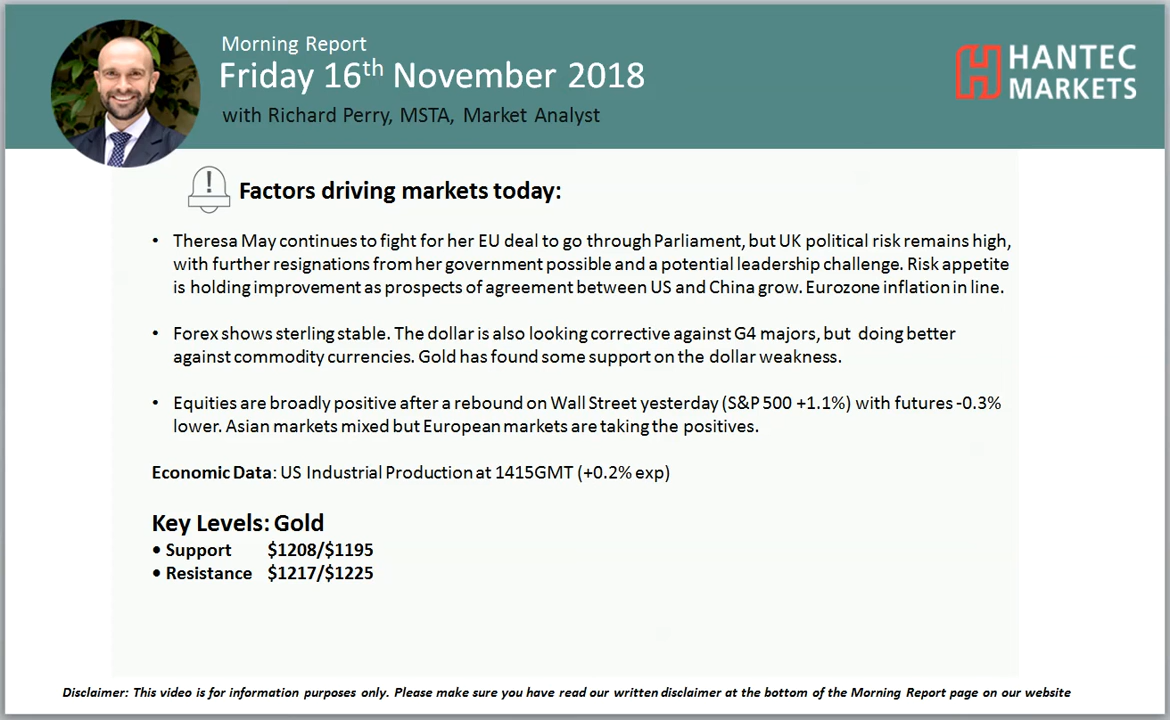 Morning Report
Friday 16th November 2018
with Richard Perry, MSTA, Market Analyst
HANTEC
MARKETS
Factors driving markets today:
• Theresa May continues to fight for her EU deal to go through Parliament, but UK political risk remains high,
with further resignations from her government possible and a potential leadership challenge. Risk appetite
is holding improvement as prospects of agreement between US and China grow. Eurozone inflation in line.
• Forex shows sterling stable. The dollar is also looking corrective against G4 majors, but doing better
against commodity currencies. Gold has found some support on the dollar weakness.
• Equities are broadly positive after a rebound on Wall Street yesterday (S&P 500 +1.1%) with futures -0.3%
lower. Asian markets mixed but European markets are taking the positives.
Economic Data: US Industrial Production at 1415GMT (+0.2% exp)
Key Levels: Gold
• Support $1208/$1195
• Resistance $1217/$1225
Disclaimer: This video is for information purposes only. Please make sure you have read our written disclaimer at the bottom of the Morning Report page on our website